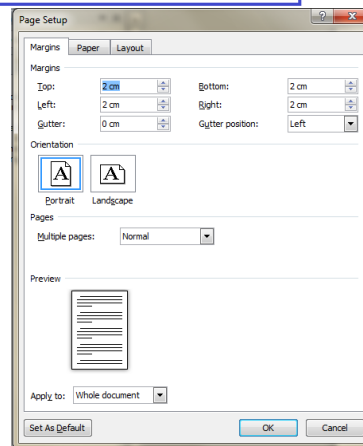 Page Setup
Margins Paper Layout
Margins
Top: 2 cm Bottom: 2 cm
Left: 2 cm Right: 2 cm
Gutter: 0 cm Gutter position: Left
Orientation
A A
Portrait Landscape
Pages
Multiple pages: Normal
Preview
Apply to: Whole document
Set As Default OK Cancel